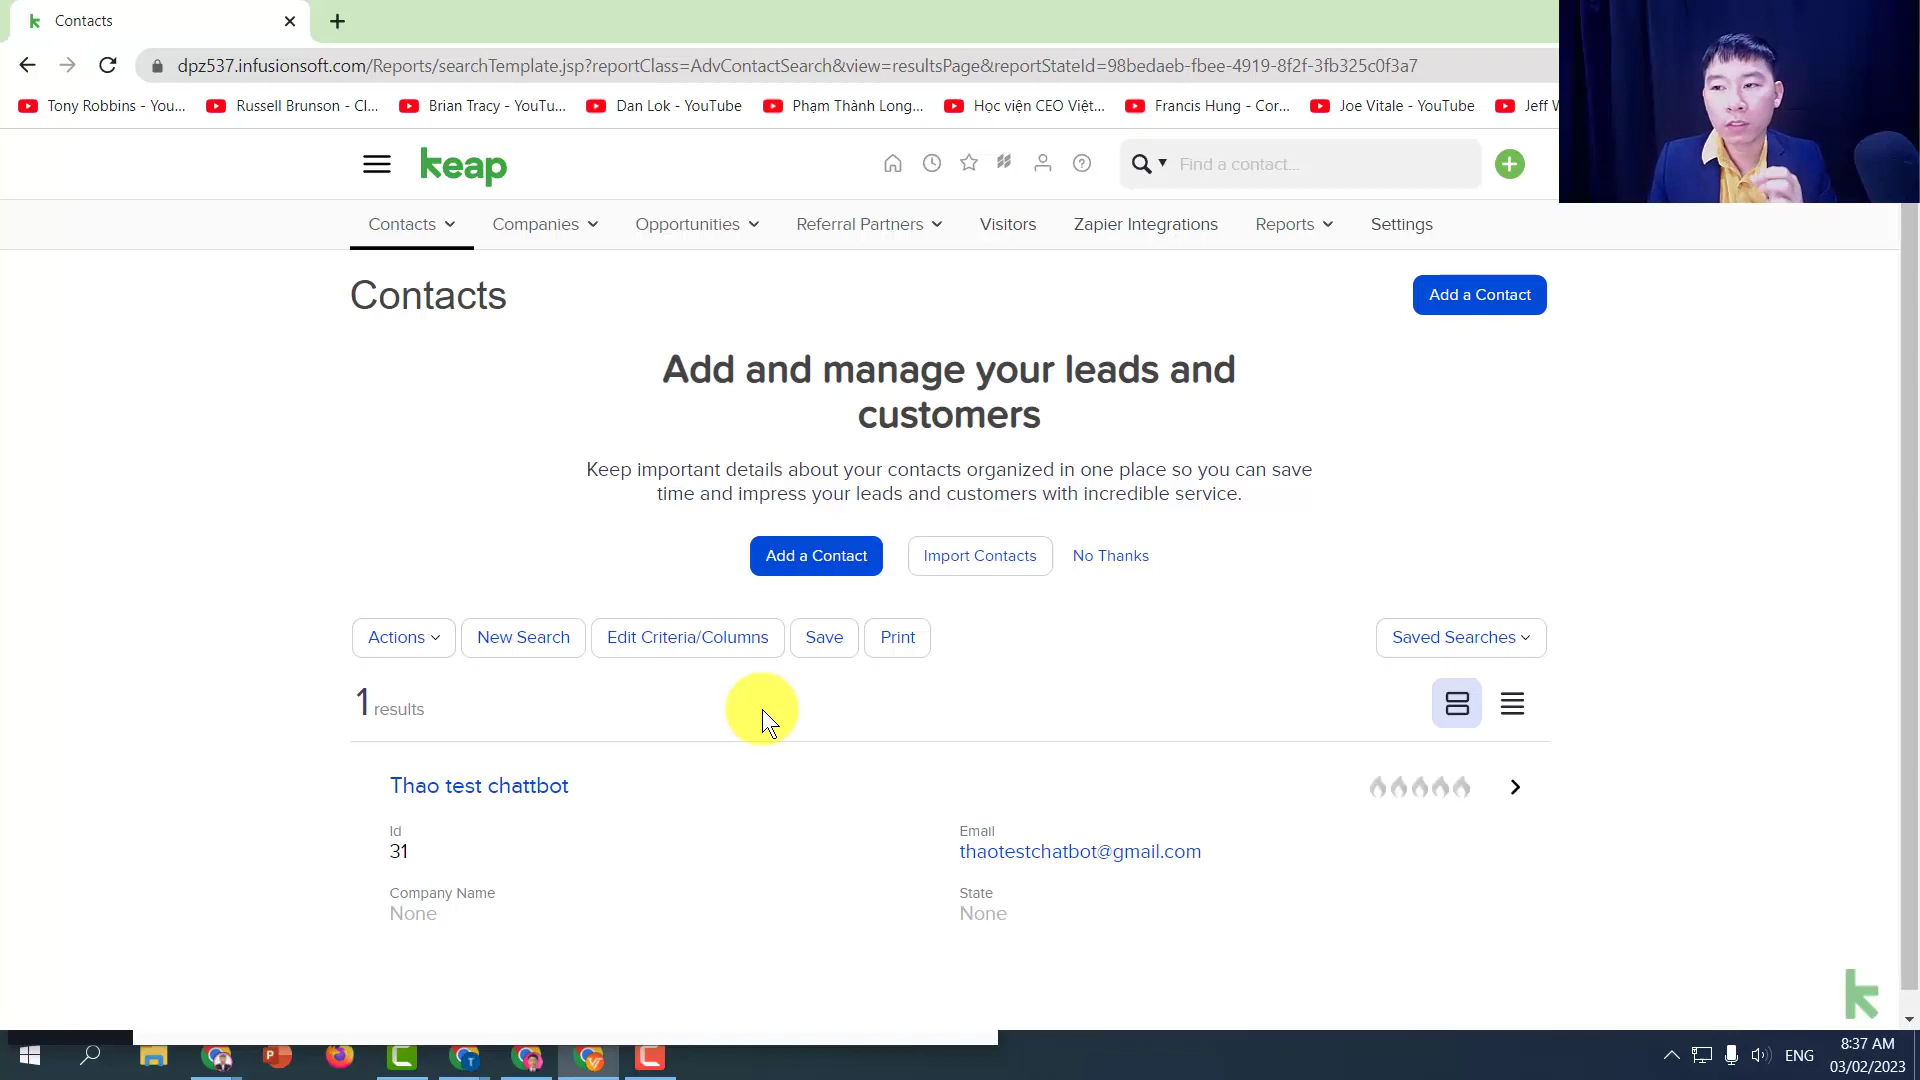 Contacts
dpz537.infusionsoft.com/Reports/searchTemplate.jsp?reportClass=AdvContactSearch&view=resultsPage&reportStateId=98bedaeb-fbee-4919-8f2f-3fb325c0f3a7
Tony Robbins - You... Russell Brunson - Cl... Brian Tracy - YouTu... Dan Lok - YouTube Phạm Thành Long... Học viện CEO Việt... Francis Hung - Cor... Joe Vitale - YouTube Jeff W
keap Find a contact...
Contacts Companies Opportunities Referral Partners Visitors Zapier Integrations Reports Settings
Contacts Add a Contact
Add and manage your leads and
customers
Keep important details about your contacts organized in one place so you can save
time and impress your leads and customers with incredible service.
Add a Contact Import Contacts No Thanks
Actions New Search Edit Criteria/Columns Save Print Saved Searches
1 results
Thao test chattbot
Id Email
31 thaotestchatbot@gmail.com
Company Name State
None None
ENG 8:37 AM
03/02/2023